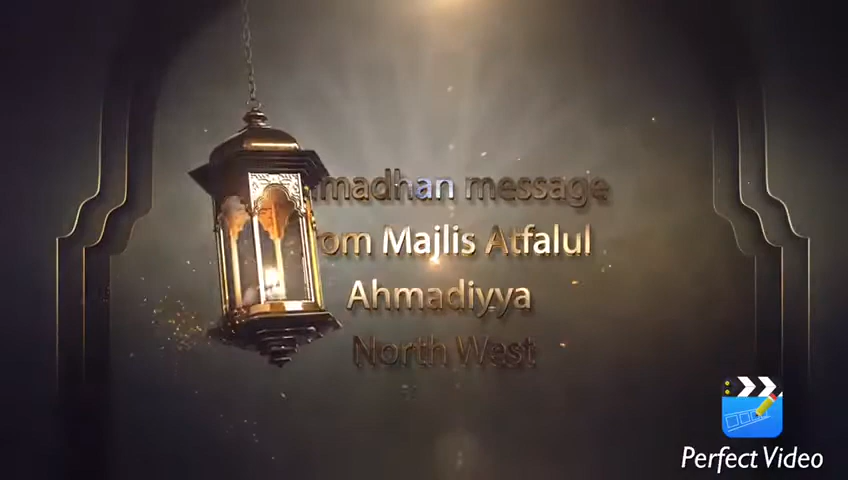 madhan message
om Majlis Atfalul
Ahmadiyya
North West
Perfect Video